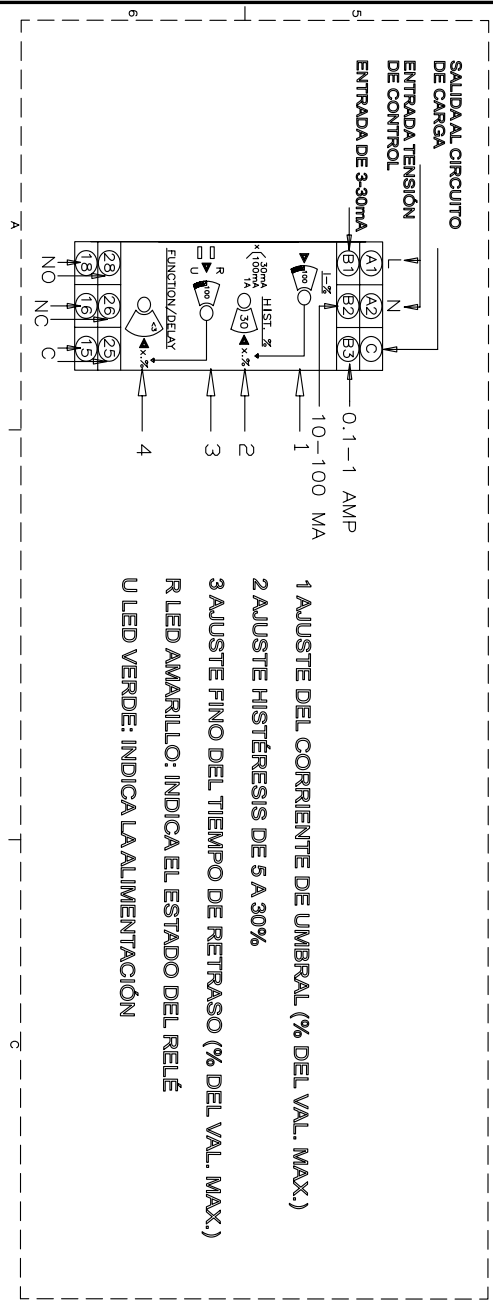 SALIDA AL CIRCUITO
DE CARGA
ENTRADA TENSIÓN
DE CONTROL
ENTRADA DE 3-30mA
L
N
A1 A2 C
B1 B2 B3
0.1-1 AMP
10-100 MA
I-%
100
30mA
x 100mA
1A
HIST. %
30
x.%
R
U
100
x.%
FUNCTION/DELAY
28 26 25
18 16 15
NO
NC
C
1
2
3
4
1 AJUSTE DEL CORRIENTE DE UMBRAL (% DEL VAL. MAX.)
2 AJUSTE HISTÉRESIS DE 5 A 30%
3 AJUSTE FINO DEL TIEMPO DE RETRASO (% DEL VAL. MAX.)
R LED AMARILLO: INDICA EL ESTADO DEL RELÉ
U LED VERDE: INDICA LA ALIMENTACIÓN
5
6
A
C